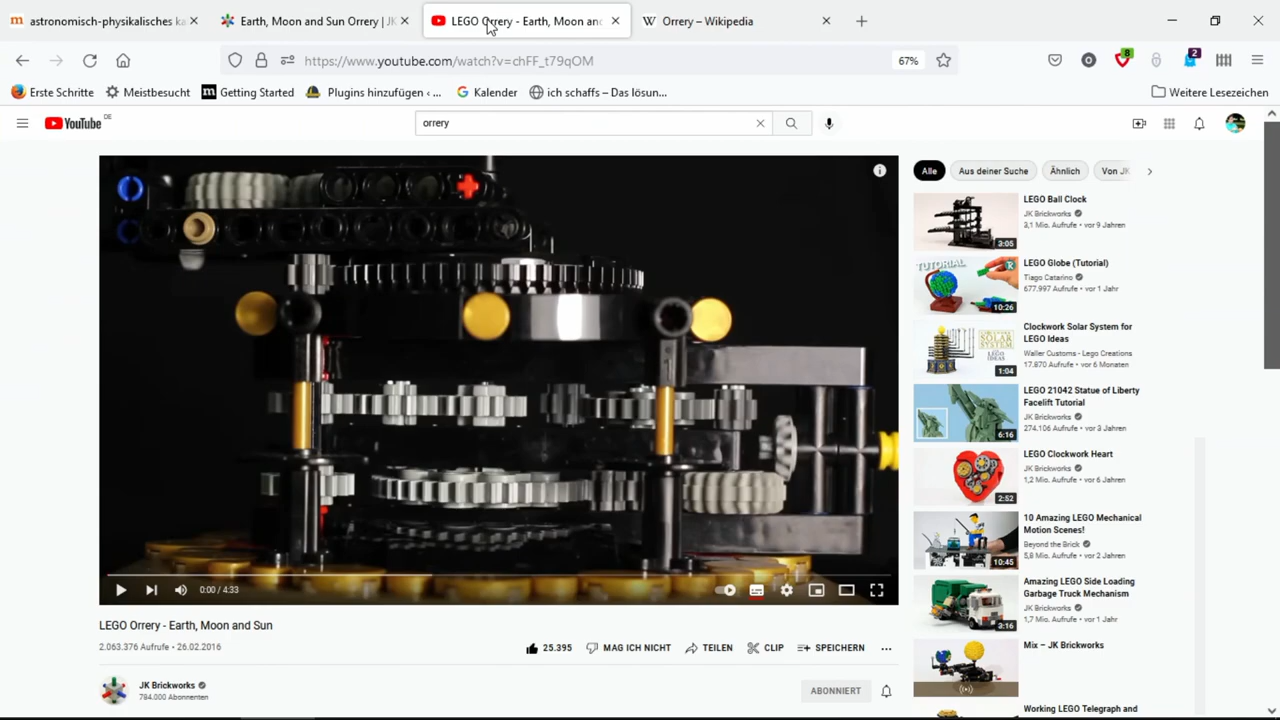 astronomisch-physikalisches ka
Earth, Moon and Sun Orrery | JK
LEGO Orrery - Earth, Moon and
Orrery – Wikipedia
https://www.youtube.com/watch?v=chFF_t79qOM
67%
8
2
Erste Schritte
Meistbesucht
Getting Started
Plugins hinzufügen ‹ ...
Kalender
ich schaffs – Das lösun...
Weitere Lesezeichen
YouTube DE
orrery
Alle
Aus deiner Suche
Ähnlich
Von JK
LEGO Ball Clock
JK Brickworks
3,1 Mio. Aufrufe • vor 9 Jahren
3:05
TUTORIAL
LEGO Globe (Tutorial)
Tiago Catarino
677.997 Aufrufe • vor 1 Jahr
10:26
CLOCKWORK
SOLAR
SYSTEM
Clockwork Solar System for
LEGO Ideas
Waller Customs - Lego Creations
17.870 Aufrufe • vor 6 Monaten
1:04
LEGO 21042 Statue of Liberty
Facelift Tutorial
JK Brickworks
274.106 Aufrufe • vor 3 Jahren
6:16
LEGO Clockwork Heart
JK Brickworks
1,2 Mio. Aufrufe • vor 6 Jahren
2:52
10 Amazing LEGO Mechanical
Motion Scenes!
Beyond the Brick
5,8 Mio. Aufrufe • vor 2 Jahren
10:45
Amazing LEGO Side Loading
Garbage Truck Mechanism
JK Brickworks
1,7 Mio. Aufrufe • vor 1 Jahr
3:16
Mix – JK Brickworks
Working LEGO Telegraph and
0:00 / 4:33
LEGO Orrery - Earth, Moon and Sun
2.063.376 Aufrufe • 26.02.2016
25.395
MAG ICH NICHT
TEILEN
CLIP
SPEICHERN
JK Brickworks
784.000 Abonnenten
ABONNIERT